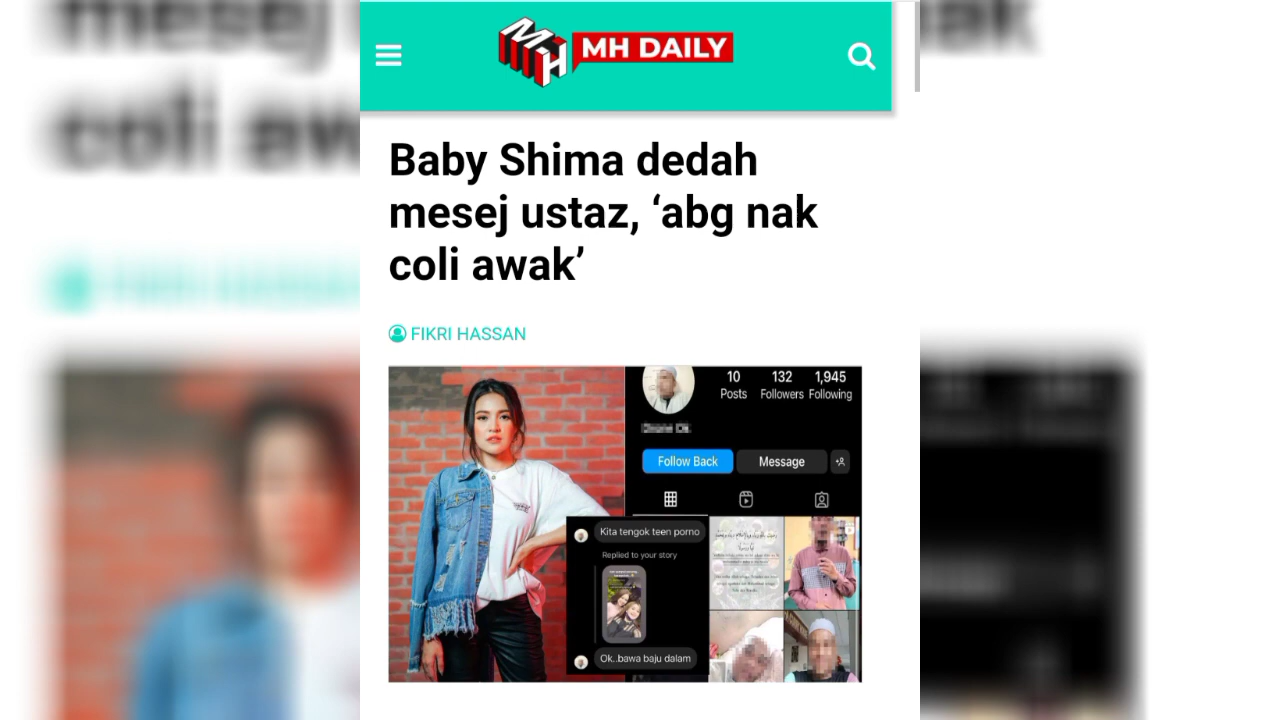 MH DAILY
Baby Shima dedah
mesej ustaz, ‘abg nak
coli awak’
FIKRI HASSAN
10 132 1,945
Posts Followers Following
Follow Back Message
Kita tengok teen porno
Replied to your story
Ok..bawa baju dalam